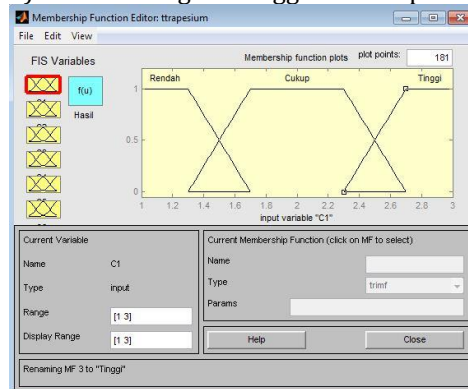 Membership Function Editor: ttrapesium
File Edit View
FIS Variables
f(u)
Hasil
Membership function plots plot points: 181
Rendah Cukup Tinggi
1
0.5
0
1 1.2 1.4 1.6 1.8 2 2.2 2.4 2.6 2.8 3
input variable "C1"
Current Variable
Name C1
Type input
Range [1 3]
Display Range [1 3]
Current Membership Function (click on MF to select)
Name
Type trimf
Params
Help Close
Renaming MF 3 to "Tinggi"